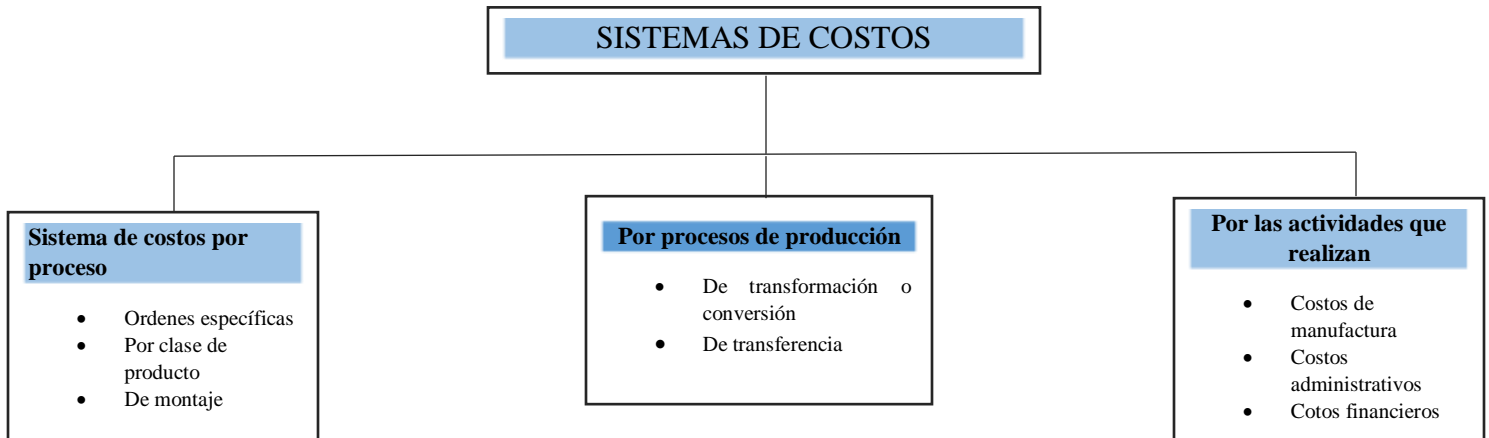 SISTEMAS DE COSTOS
Sistema de costos por
proceso
• Ordenes específicas
• Por clase de
producto
• De montaje
Por procesos de producción
• De transformación o
conversión
• De transferencia
Por las actividades que
realizan
• Costos de
manufactura
• Costos
administrativos
• Cotos financieros